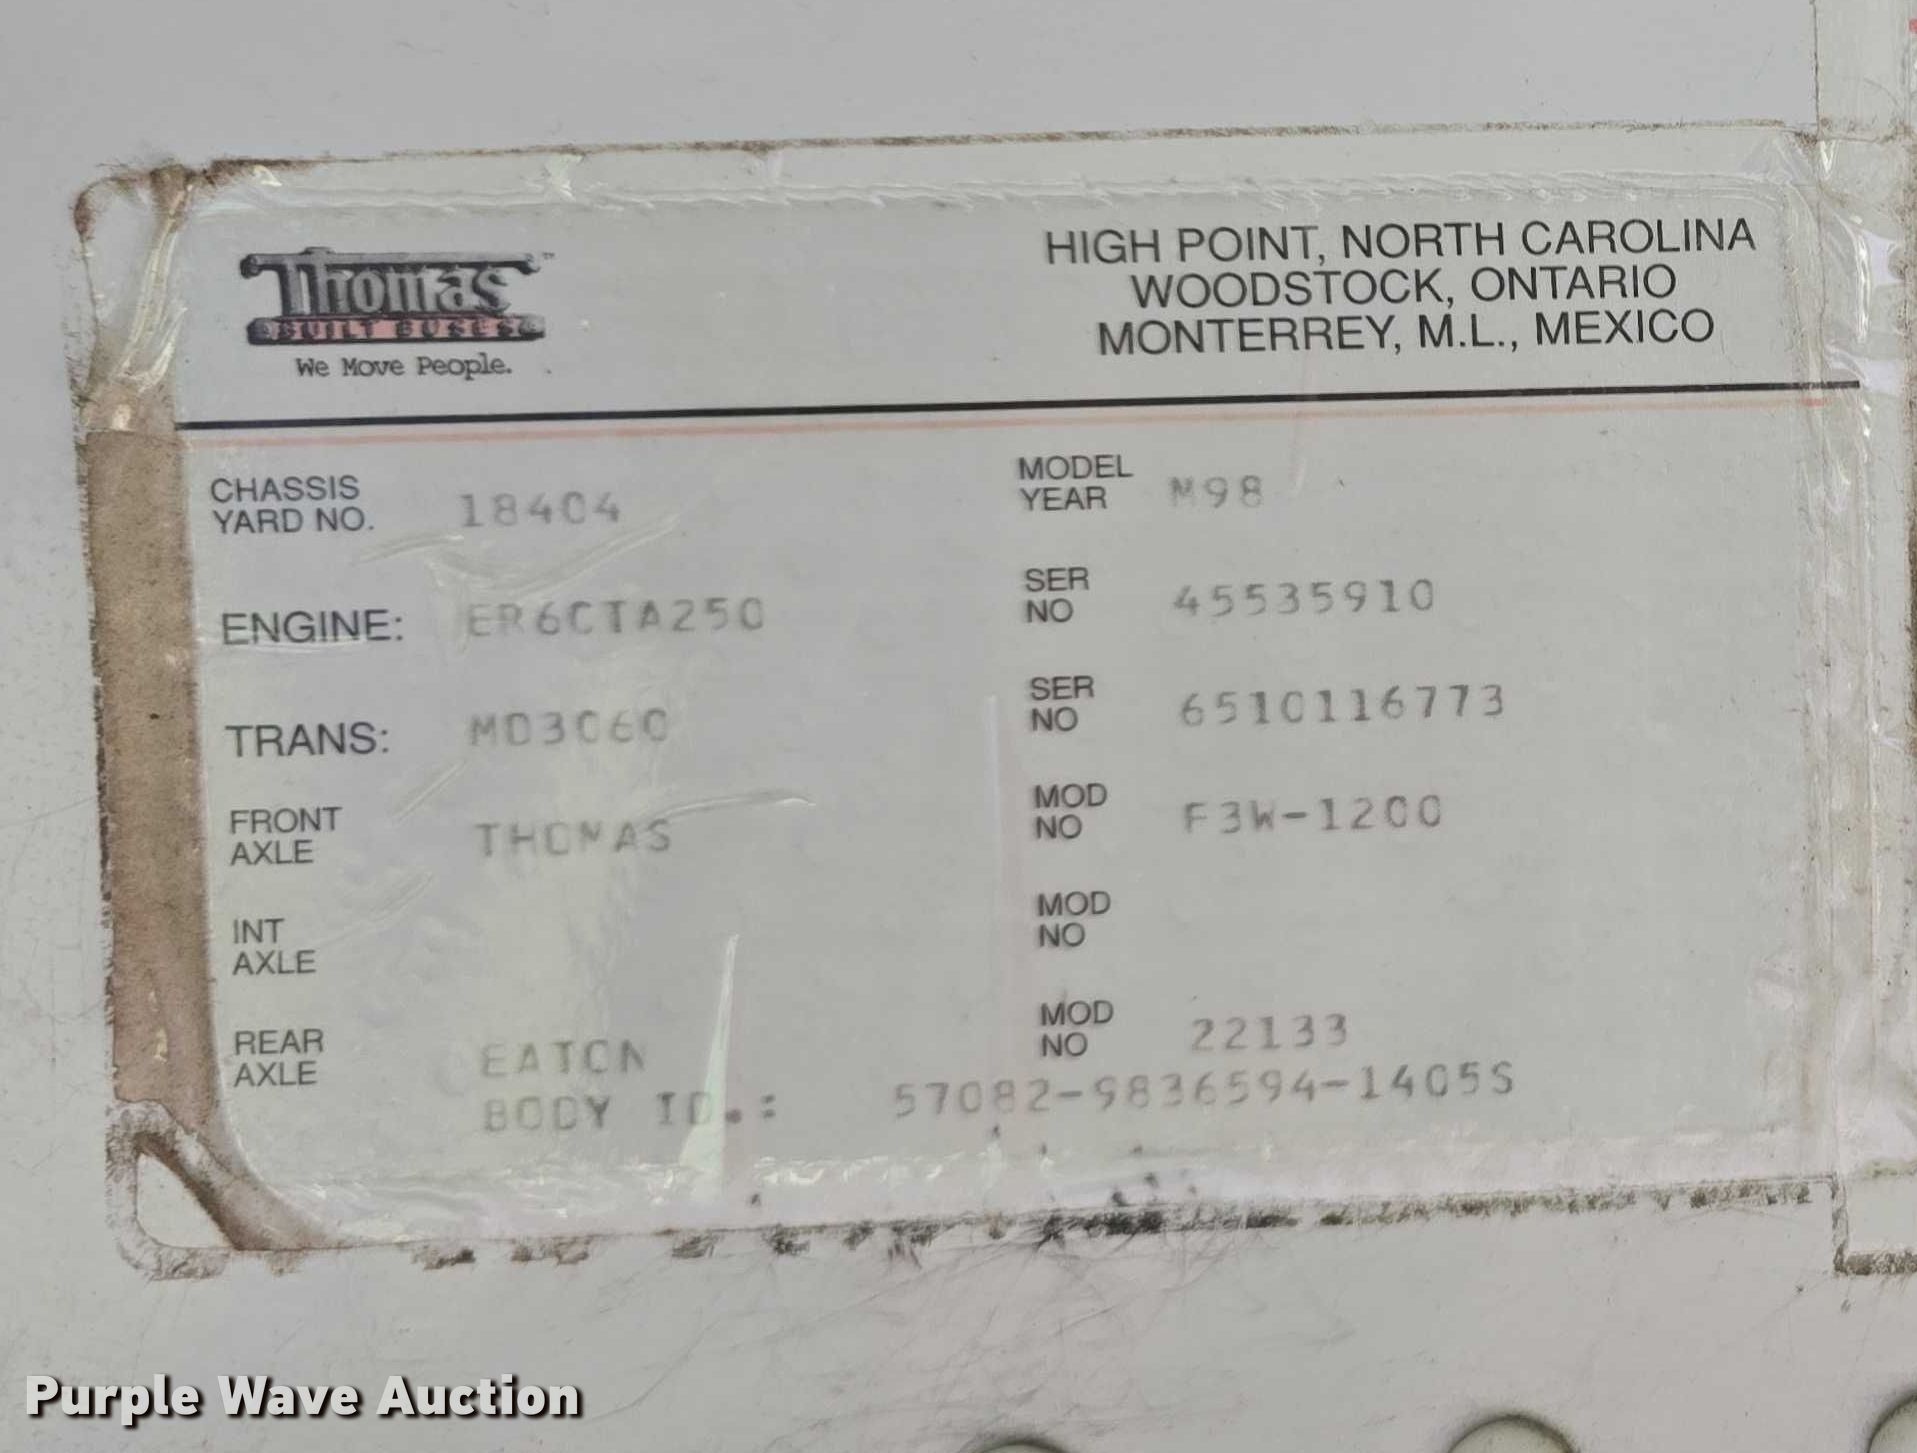 Thomas™
BUILT BUSES
We Move People.
HIGH POINT, NORTH CAROLINA
WOODSTOCK, ONTARIO
MONTERREY, M.L., MEXICO
CHASSIS YARD NO. 18404
MODEL YEAR M98
ENGINE: ER6CTA250
SER NO 45535910
TRANS: MD3060
SER NO 6510116773
FRONT AXLE THOMAS
MOD NO F3W-1200
INT AXLE
MOD NO
REAR AXLE EATON
MOD NO 22133
BODY ID.: 57082-9836594-1405S
Purple Wave Auction